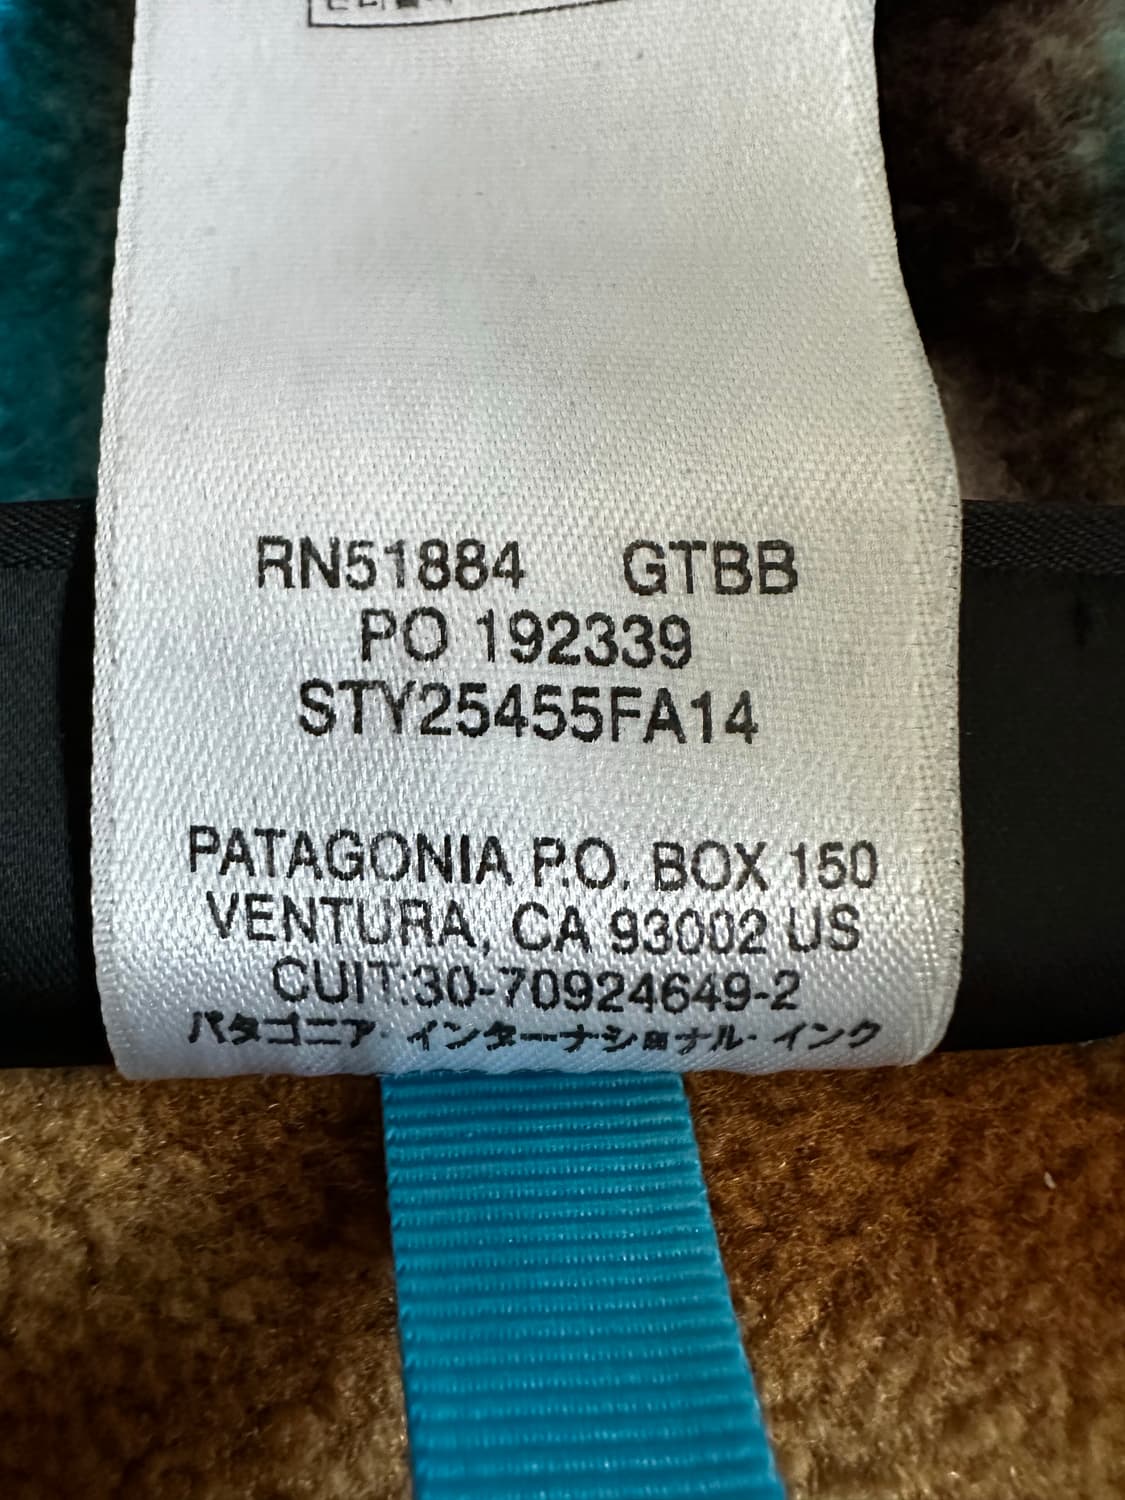 RN51884 GTBB
PO 192339
STY25455FA14
PATAGONIA P.O. BOX 150
VENTURA, CA 93002 US
CUIT:30-70924649-2
パタゴニア・インターナショナル・インク